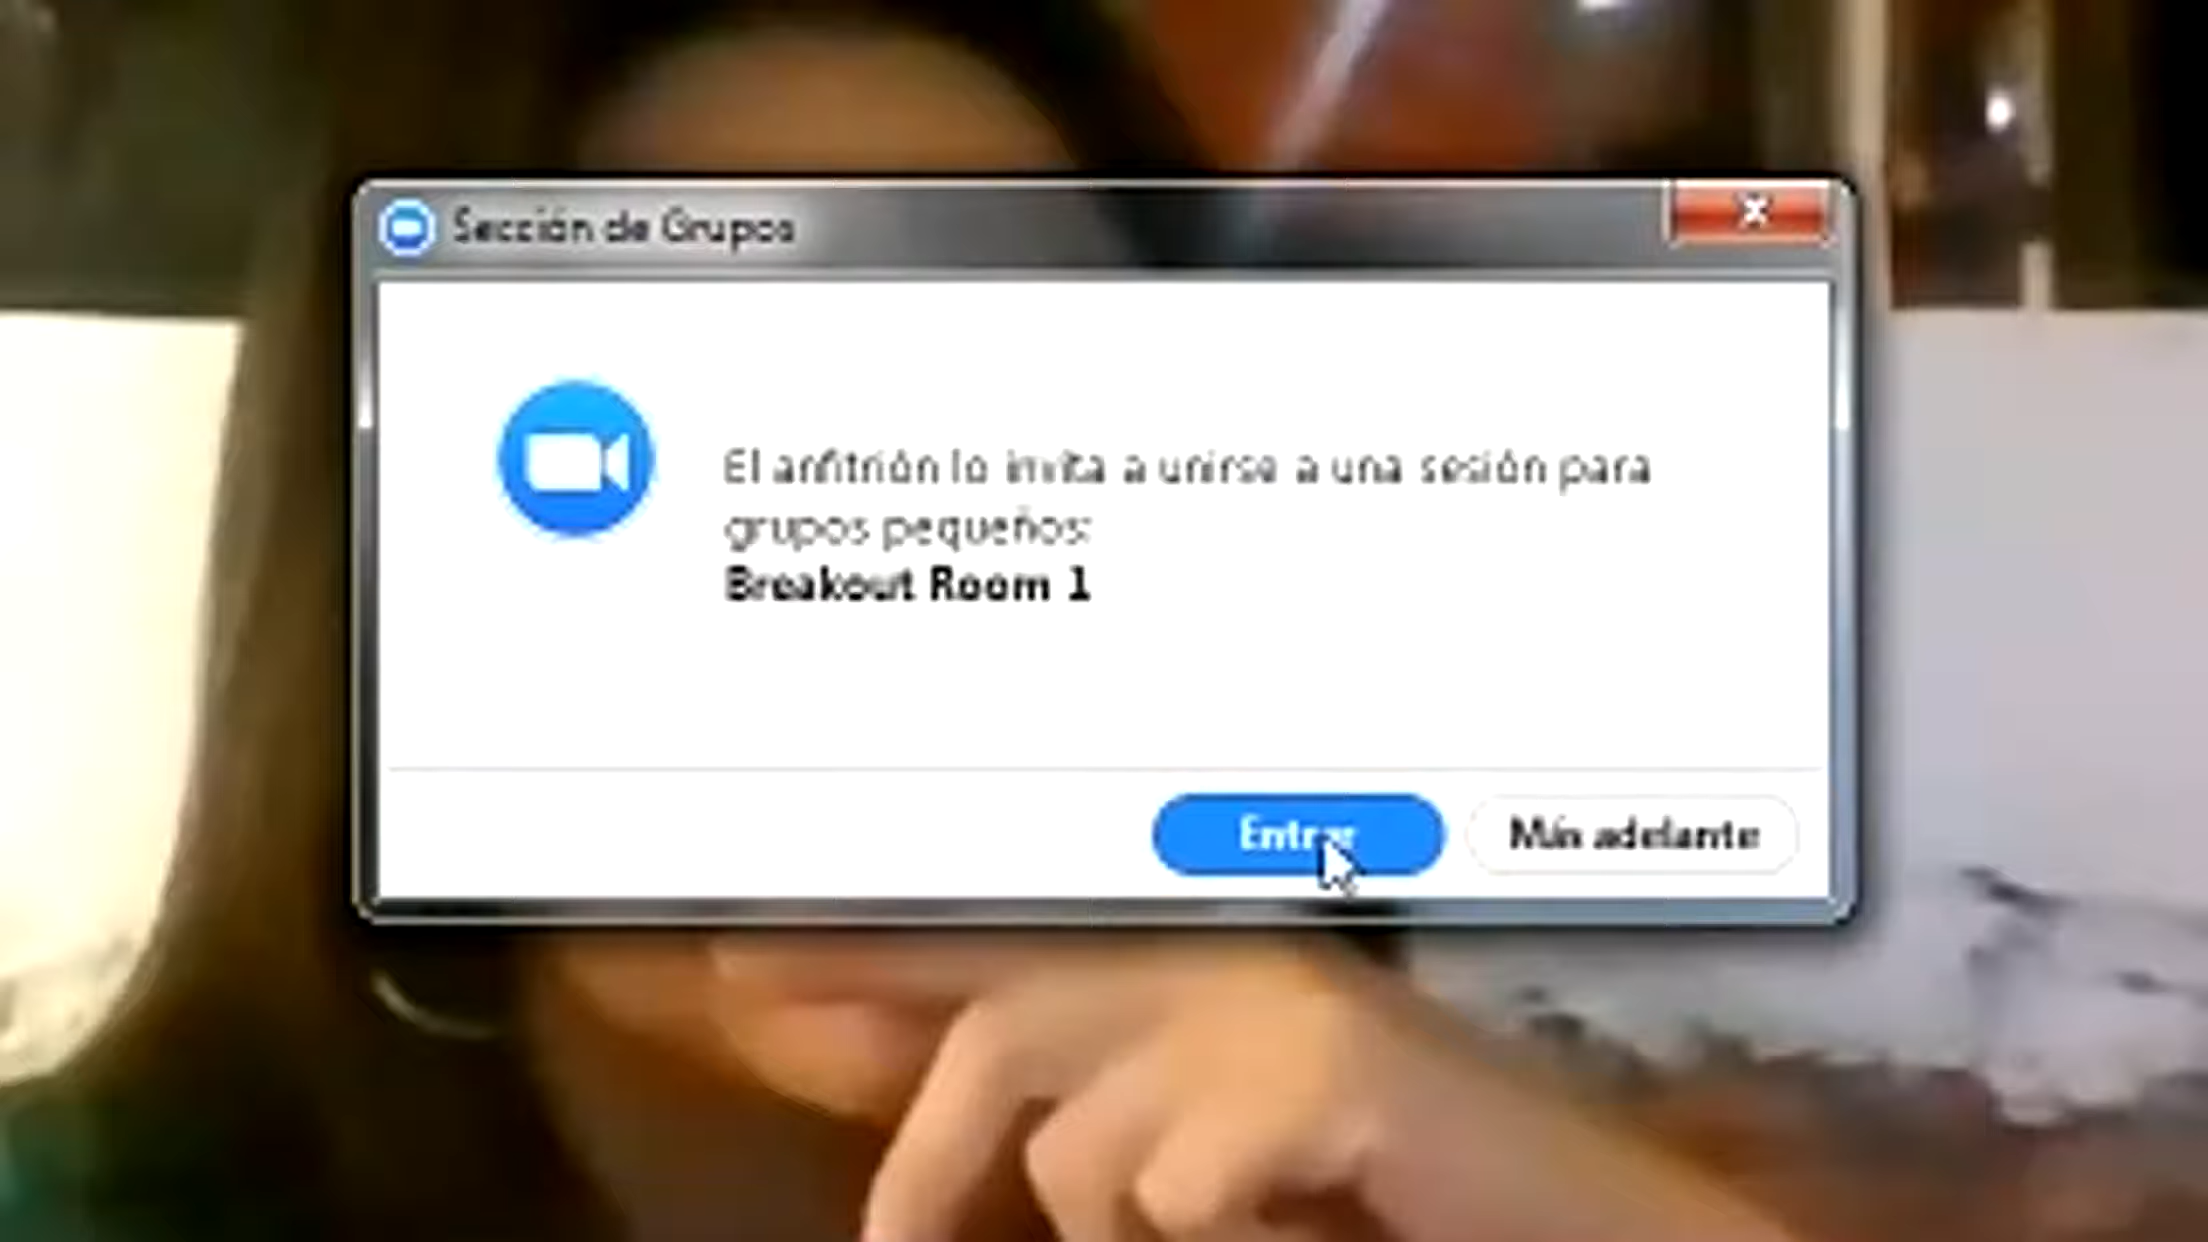 Sección de Grupos
El anfitrión lo invita a unirse a una sesión para
grupos pequeños:
Breakout Room 1
Entrar
Más adelante